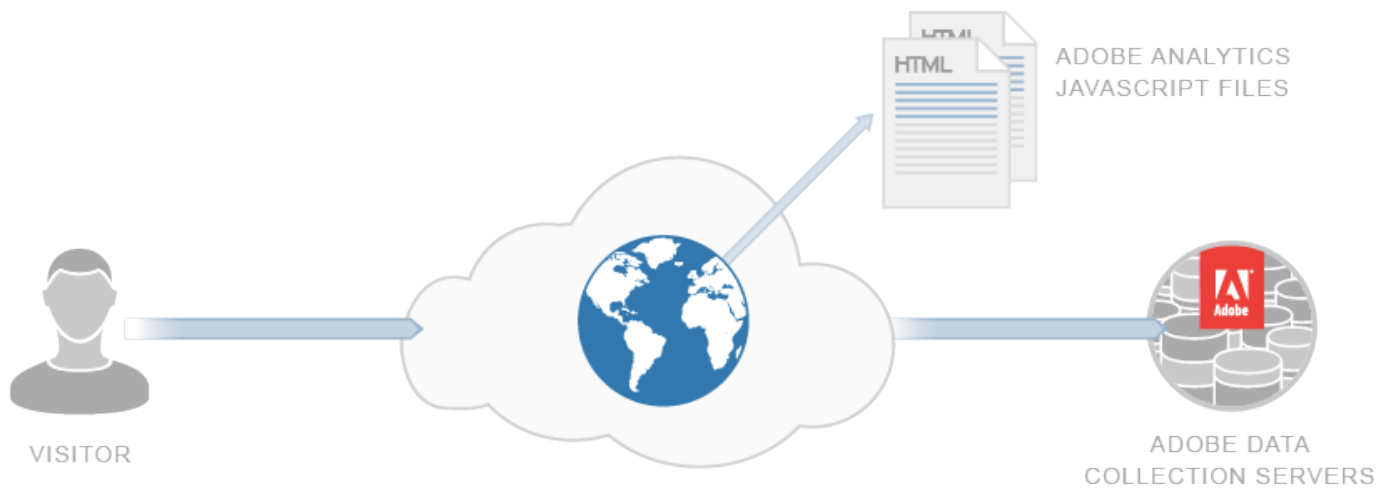 HTML
HTML
ADOBE ANALYTICS
JAVASCRIPT FILES
Adobe
VISITOR
ADOBE DATA
COLLECTION SERVERS